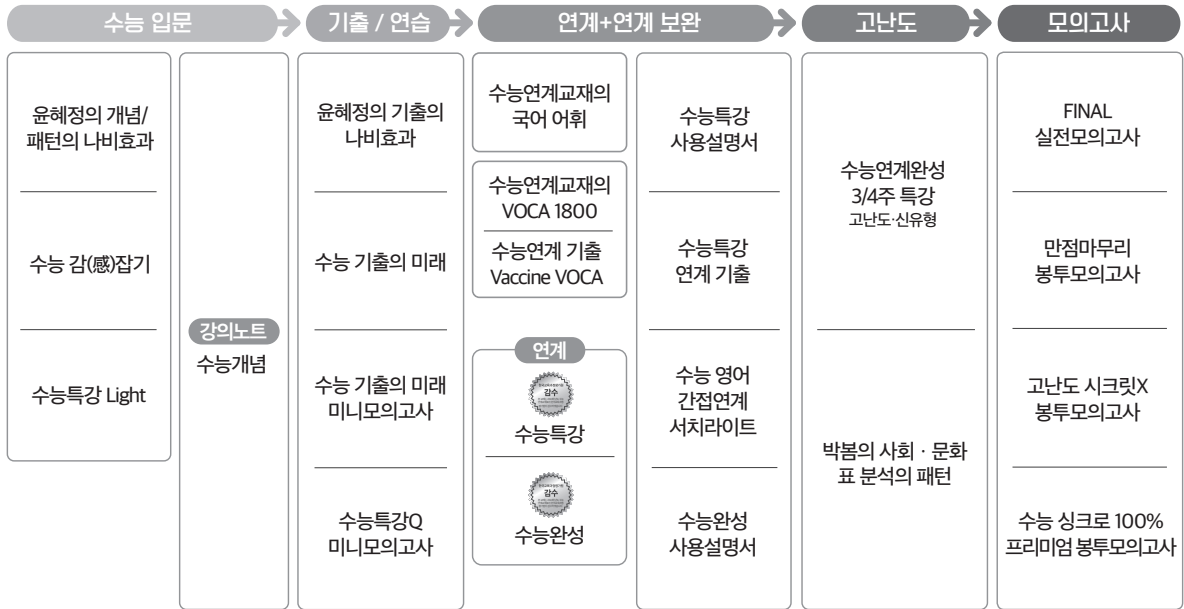 수능 입문
기출 / 연습
연계+연계 보완
고난도
모의고사
윤혜정의 개념/
패턴의 나비효과
수능 감(感)잡기
수능특강 Light
강의노트
수능개념
윤혜정의 기출의
나비효과
수능 기출의 미래
수능 기출의 미래
미니모의고사
수능특강Q
미니모의고사
수능연계교재의
국어 어휘
수능연계교재의
VOCA 1800
수능연계 기출
Vaccine VOCA
연계
감수
수능특강
감수
수능완성
수능특강
사용설명서
수능특강
연계 기출
수능 영어
간접연계
서치라이트
수능완성
사용설명서
수능연계완성
3/4주 특강
고난도·신유형
박봄의 사회 · 문화
표 분석의 패턴
FINAL
실전모의고사
만점마무리
봉투모의고사
고난도 시크릿X
봉투모의고사
수능 싱크로 100%
프리미엄 봉투모의고사